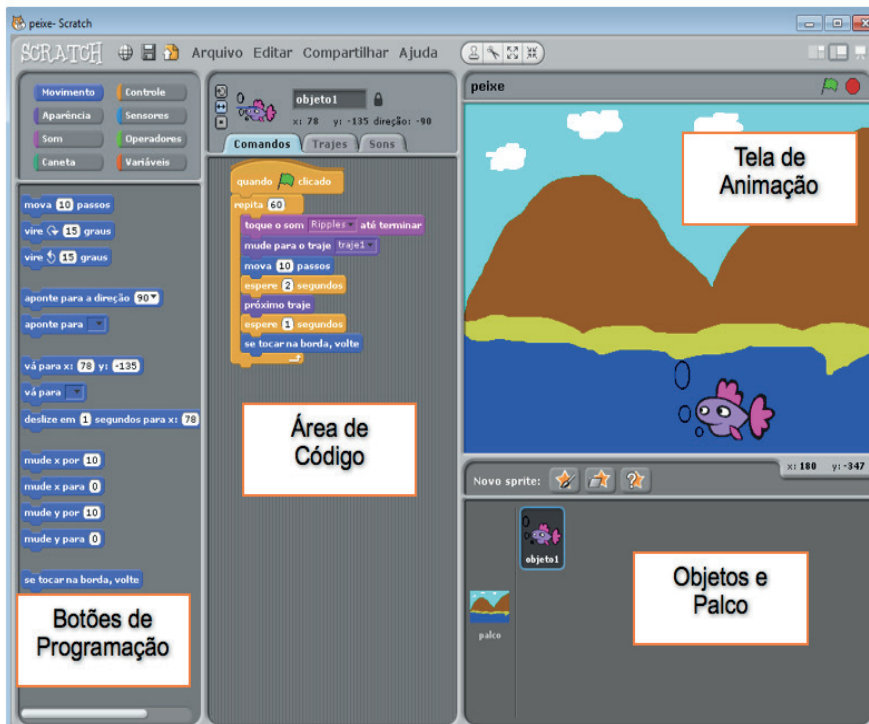 peixe- Scratch
SCRATCH Arquivo Editar Compartilhar Ajuda
Movimento Controle
Aparência Sensores
Som Operadores
Caneta Variáveis
mova 10 passos
vire 15 graus
vire 15 graus
aponte para a direção 90
aponte para
vá para x: 78 y: -135
vá para
deslize em 1 segundos para x: 78
mude x por 10
mude x para 0
mude y por 10
mude y para 0
se tocar na borda, volte
Botões de
Programação
objeto1
x: 78 y: -135 direção: -90
Comandos Trajes Sons
quando clicado
repita 60
toque o som Ripples até terminar
mude para o traje traje1
mova 10 passos
espere 2 segundos
próximo traje
espere 1 segundos
se tocar na borda, volte
Área de
Código
peixe
Tela de
Animação
x: 180 y: -347
Novo sprite:
objeto1
palco
Objetos e
Palco